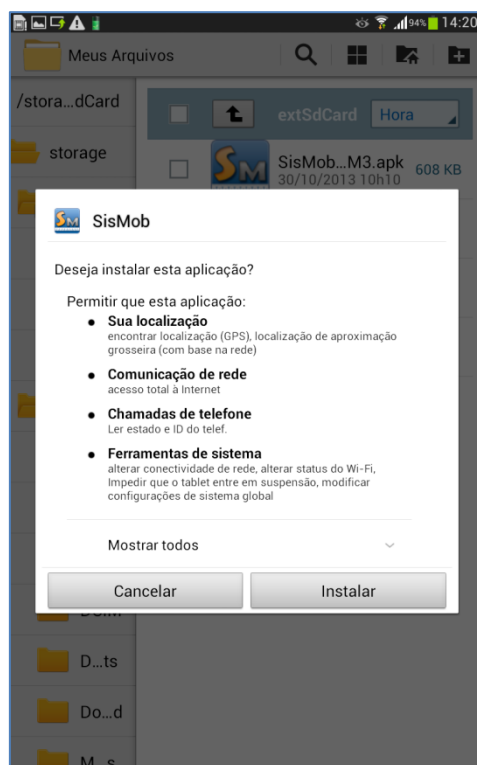 94% 14:20
Meus Arquivos
/stora...dCard
extSdCard Hora
storage
SM SisMob...M3.apk 608 KB
30/10/2013 10h10
SM SisMob
Deseja instalar esta aplicação?
Permitir que esta aplicação:
Sua localização
encontrar localização (GPS), localização de aproximação
grosseira (com base na rede)
Comunicação de rede
acesso total à Internet
Chamadas de telefone
Ler estado e ID do telef.
Ferramentas de sistema
alterar conectividade de rede, alterar status do Wi-Fi,
Impedir que o tablet entre em suspensão, modificar
configurações de sistema global
Mostrar todos
Cancelar Instalar
D...ts
Do...d
M...s